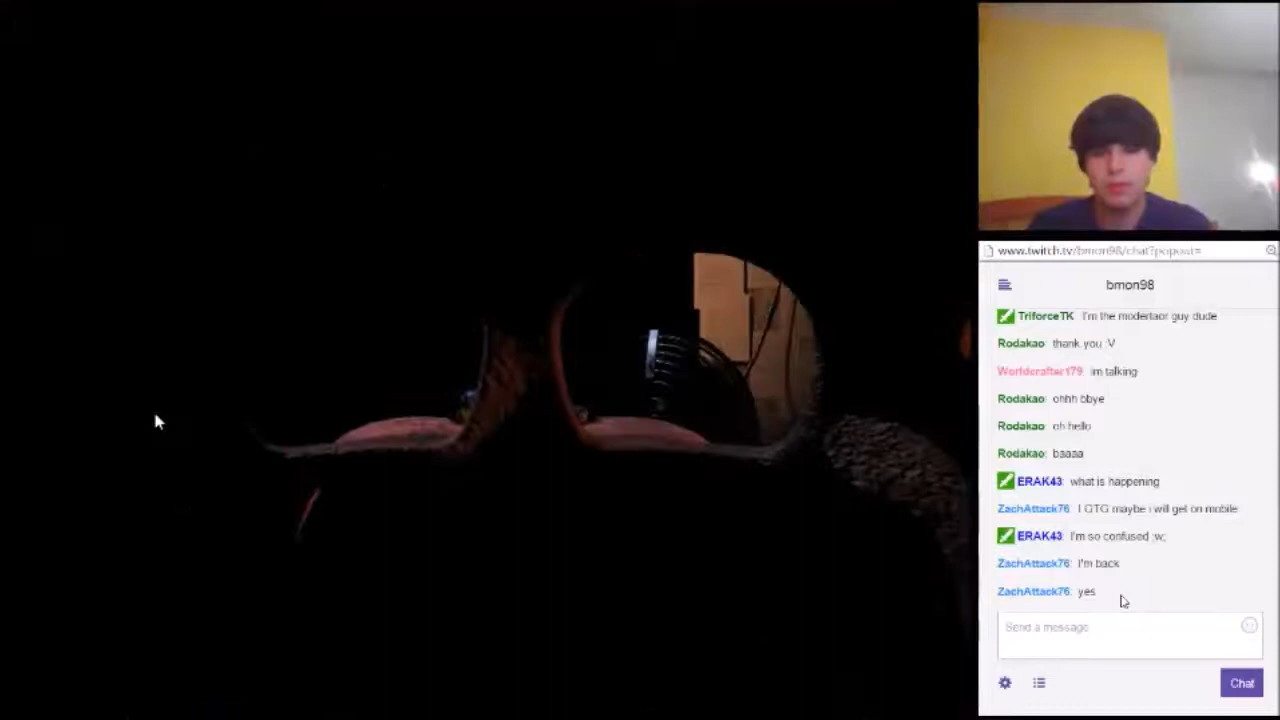 www.twitch.tv/bmon98/chat?popout=
bmon98
TriforceTK I'm the modertaor guy dude
Rodakao: thank you :V
Worldcrafter179: im talking
Rodakao: ohhh bbye
Rodakao: oh hello
Rodakao: baaaa
ERAK43: what is happening
ZachAttack76: I GTG maybe i will get on mobile
ERAK43: I'm so confused ;w;
ZachAttack76: I'm back
ZachAttack76: yes
Send a message
Chat